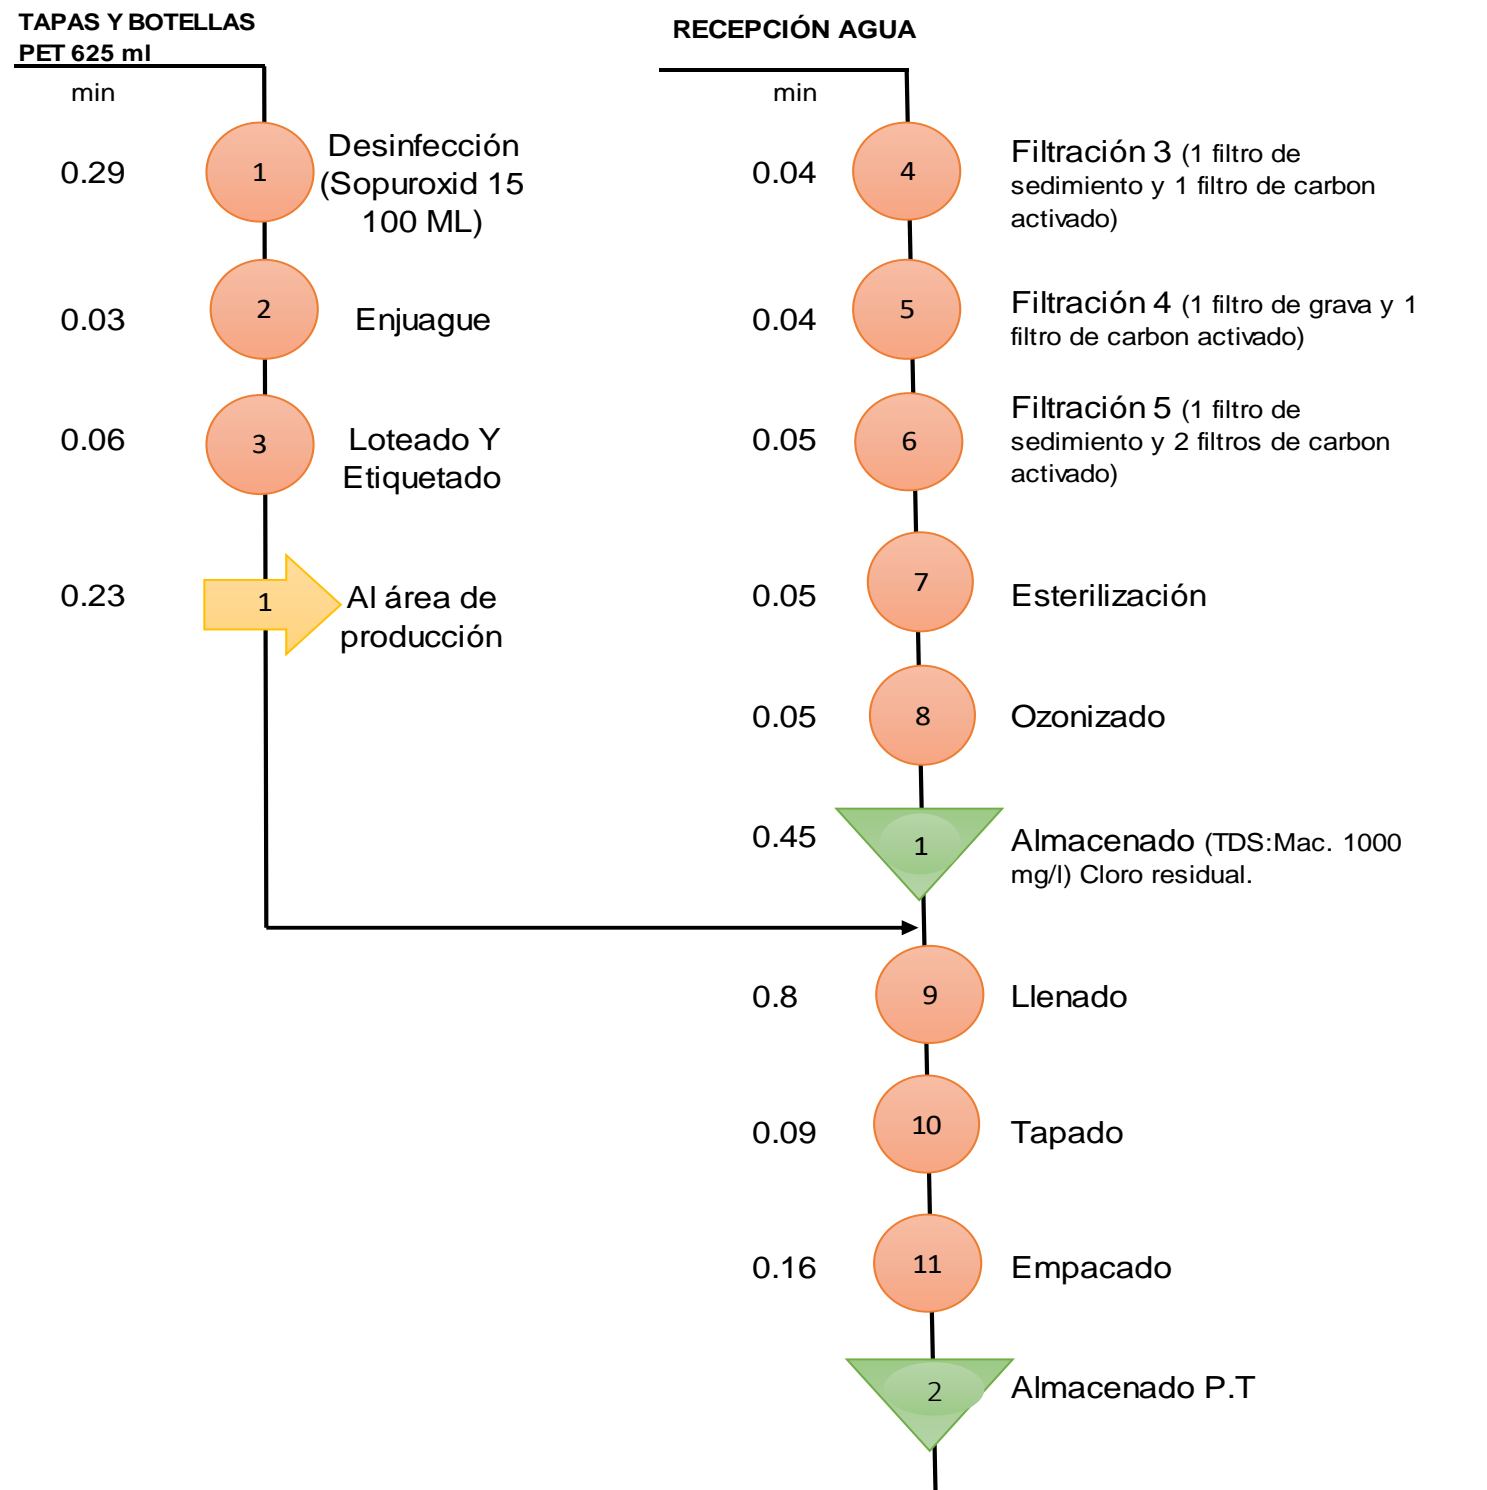 TAPAS Y BOTELLAS
PET 625 ml
min
0.29
1
Desinfección
(Sopuroxid 15
100 ML)
0.03
2
Enjuague
0.06
3
Loteado Y
Etiquetado
0.23
1
Al área de
producción
RECEPCIÓN AGUA
min
0.04
4
Filtración 3 (1 filtro de
sedimiento y 1 filtro de carbon
activado)
0.04
5
Filtración 4 (1 filtro de grava y 1
filtro de carbon activado)
0.05
6
Filtración 5 (1 filtro de
sedimiento y 2 filtros de carbon
activado)
0.05
7
Esterilización
0.05
8
Ozonizado
0.45
1
Almacenado (TDS:Mac. 1000
mg/l) Cloro residual.
0.8
9
Llenado
0.09
10
Tapado
0.16
11
Empacado
2
Almacenado P.T